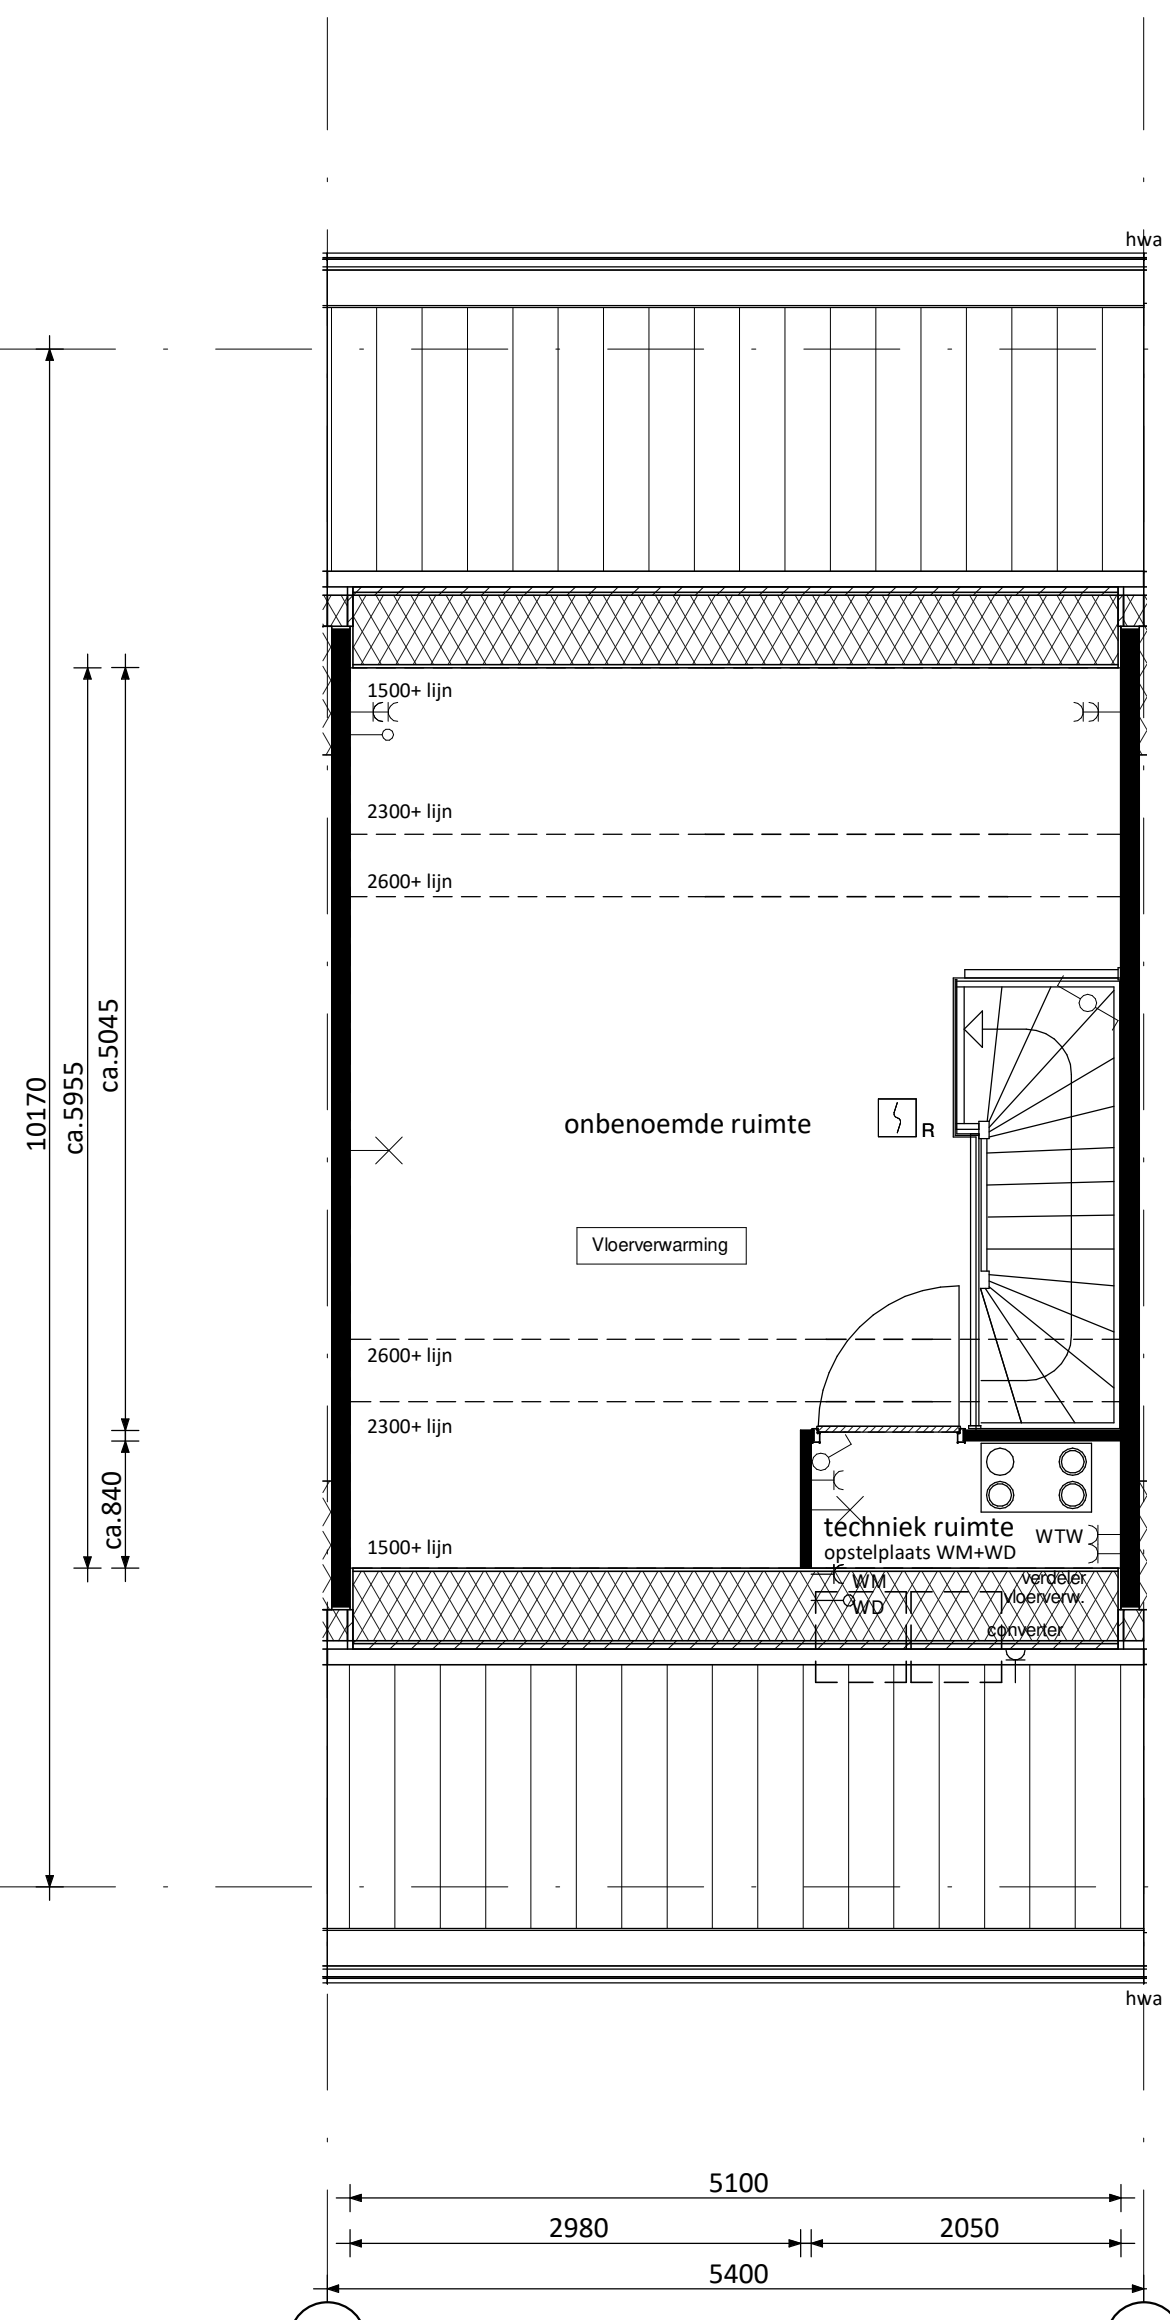 hwa
1500+ lijn
2300+ lijn
2600+ lijn
10170
ca.5955
ca.5045
onbenoemde ruimte
R
Vloerverwarming
2600+ lijn
2300+ lijn
ca.840
techniek ruimte
WTW
1500+ lijn
opstelplaats WM+WD
WM
verdeler
vloerverw.
WD
converter
hwa
5100
2980
2050
5400